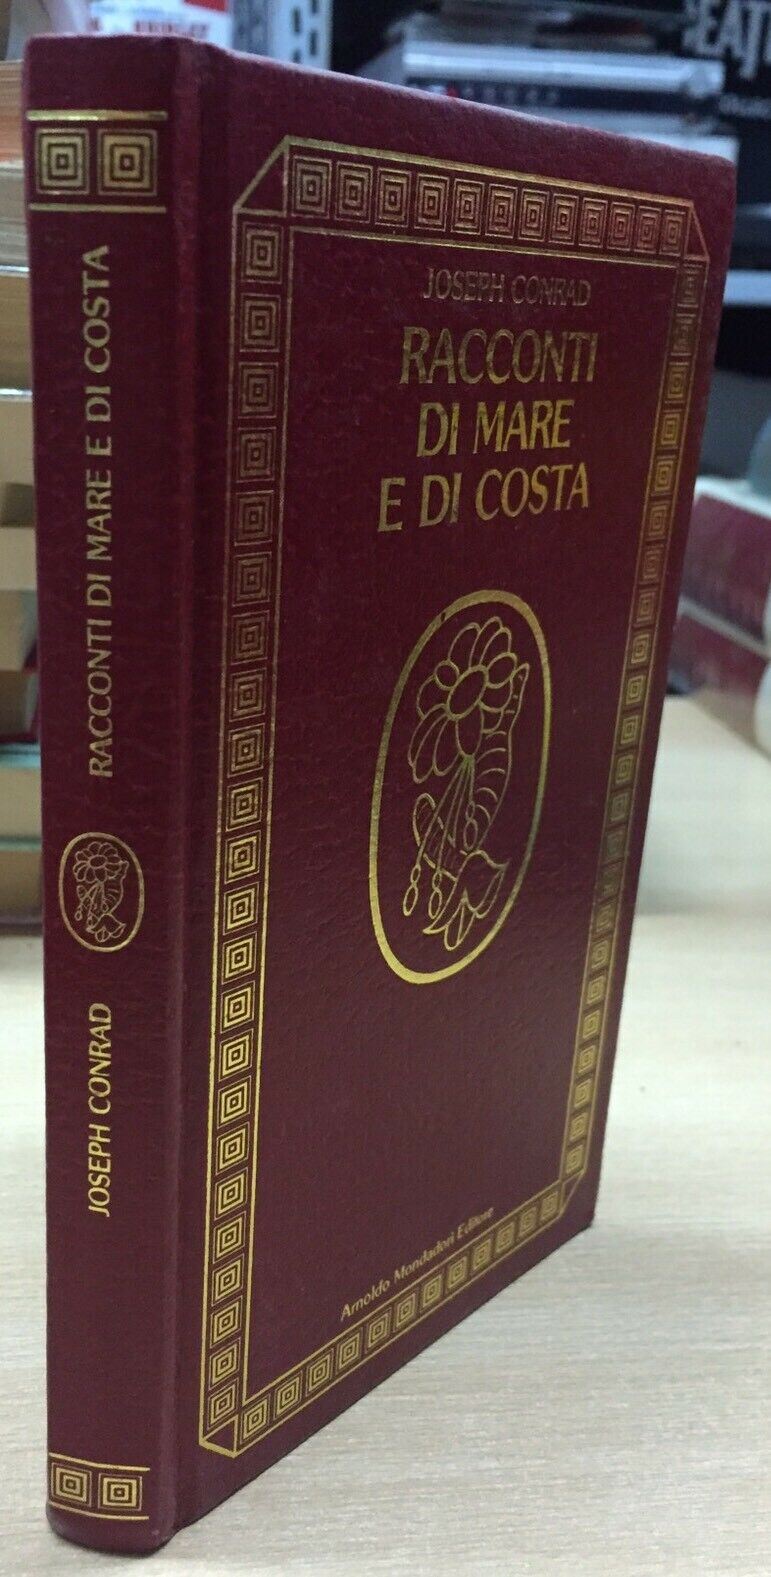 RACCONTI DI MARE E DI COSTA
JOSEPH CONRAD
JOSEPH CONRAD
RACCONTI
DI MARE
E DI COSTA
Arnoldo Mondadori Editore